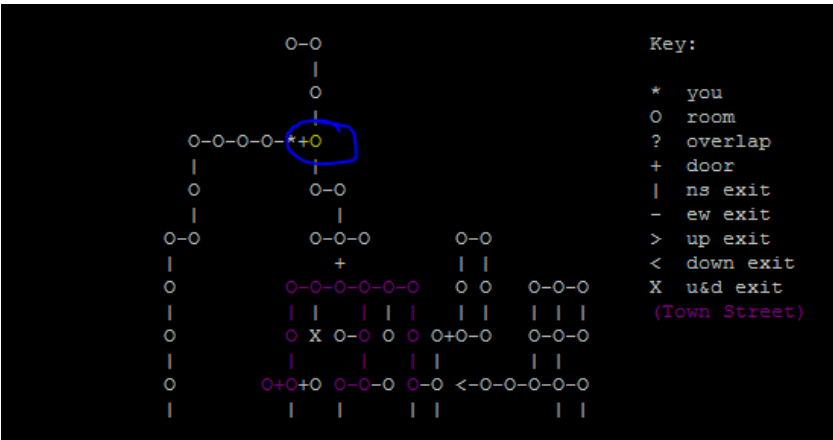 O-O                           Key:
|
O                             * you
|                             O room
O-O-O-O-*+O                   ? overlap
|         |                   + door
O         O-O                 | ns exit
|           |                 - ew exit
O-O         O-O-O       O-O   > up exit
|             +         | |   < down exit
O           O-O-O-O-O-O   O O   O-O-O   X u&d exit
|           | |   | | |   | |   | | |   (Town Street)
O           O X O-O O O O+O-O   O-O-O
|           |     |   | |       | |
O         O+O+O O-O-O-O O-O <-O-O-O-O-O
|           | | |     | |       | |